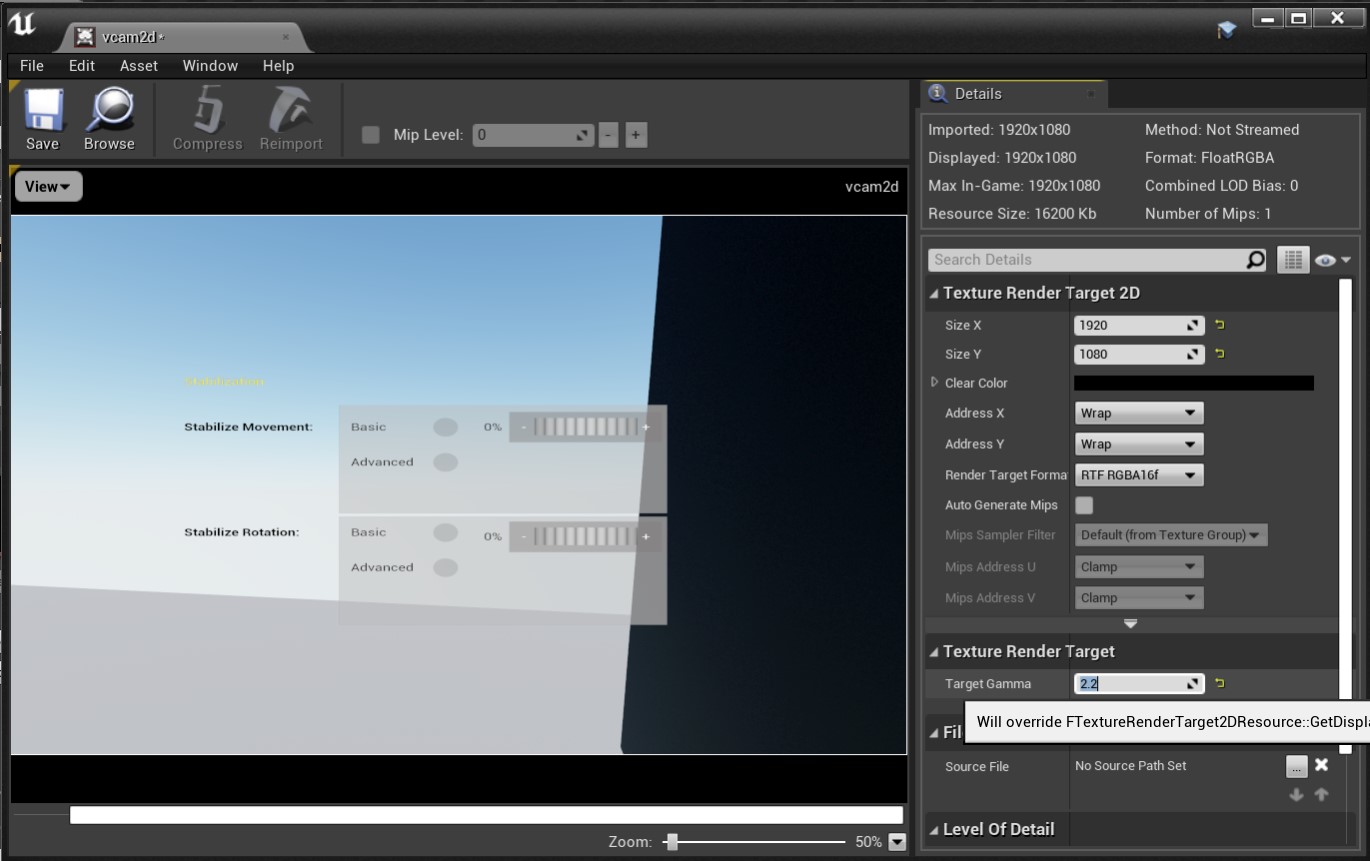 vcam2d*
File Edit Asset Window Help
Save Browse Compress Reimport
Mip Level: 0 - +
View
vcam2d
Stabilization
Stabilize Movement: Basic 0% - +
Advanced
Stabilize Rotation: Basic 0% - +
Advanced
Zoom: 50%
Details
Imported: 1920x1080 Method: Not Streamed
Displayed: 1920x1080 Format: FloatRGBA
Max In-Game: 1920x1080 Combined LOD Bias: 0
Resource Size: 16200 Kb Number of Mips: 1
Search Details
Texture Render Target 2D
Size X 1920
Size Y 1080
Clear Color
Address X Wrap
Address Y Wrap
Render Target Forma RTF RGBA16f
Auto Generate Mips
Mips Sampler Filter Default (from Texture Group)
Mips Address U Clamp
Mips Address V Clamp
Texture Render Target
Target Gamma 2.2
Will override FTextureRenderTarget2DResource::GetDispla
Fil
Source File No Source Path Set ...
Level Of Detail